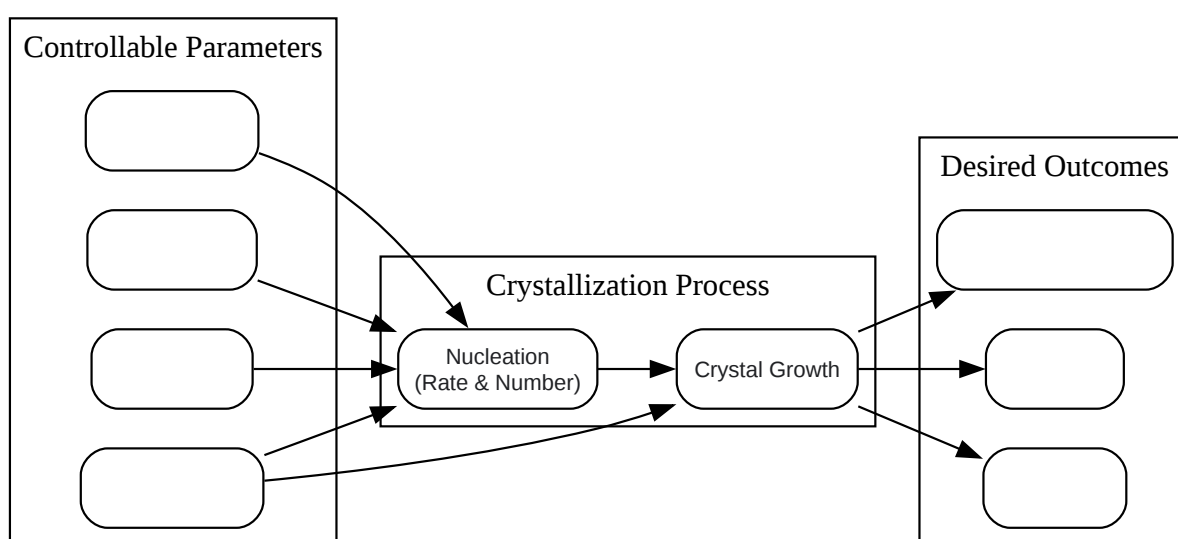 Controllable Parameters
Desired Outcomes
Crystallization Process
Nucleation
(Rate & Number)
Crystal Growth